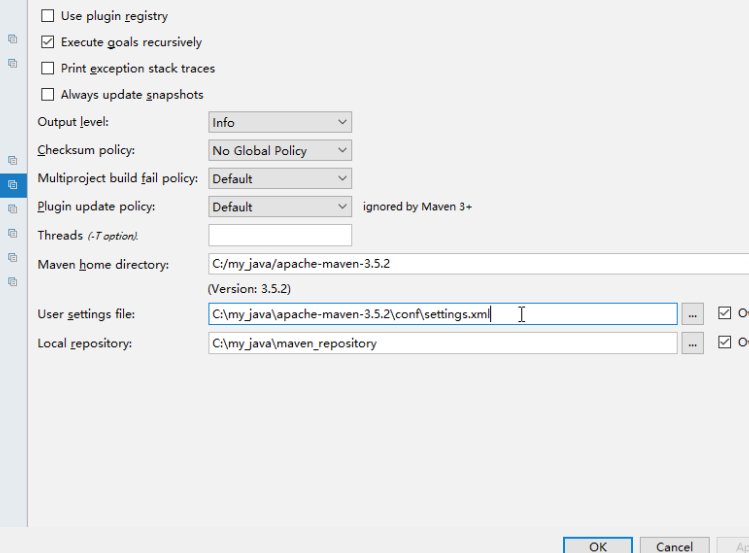 Use plugin registry
Execute goals recursively
Print exception stack traces
Always update snapshots
Output level: Info
Checksum policy: No Global Policy
Multiproject build fail policy: Default
Plugin update policy: Default ignored by Maven 3+
Threads (-T option).
Maven home directory: C:/my_java/apache-maven-3.5.2
(Version: 3.5.2)
User settings file: C:\my_java\apache-maven-3.5.2\conf\settings.xml ...
Local repository: C:\my_java\maven_repository ...
OK Cancel